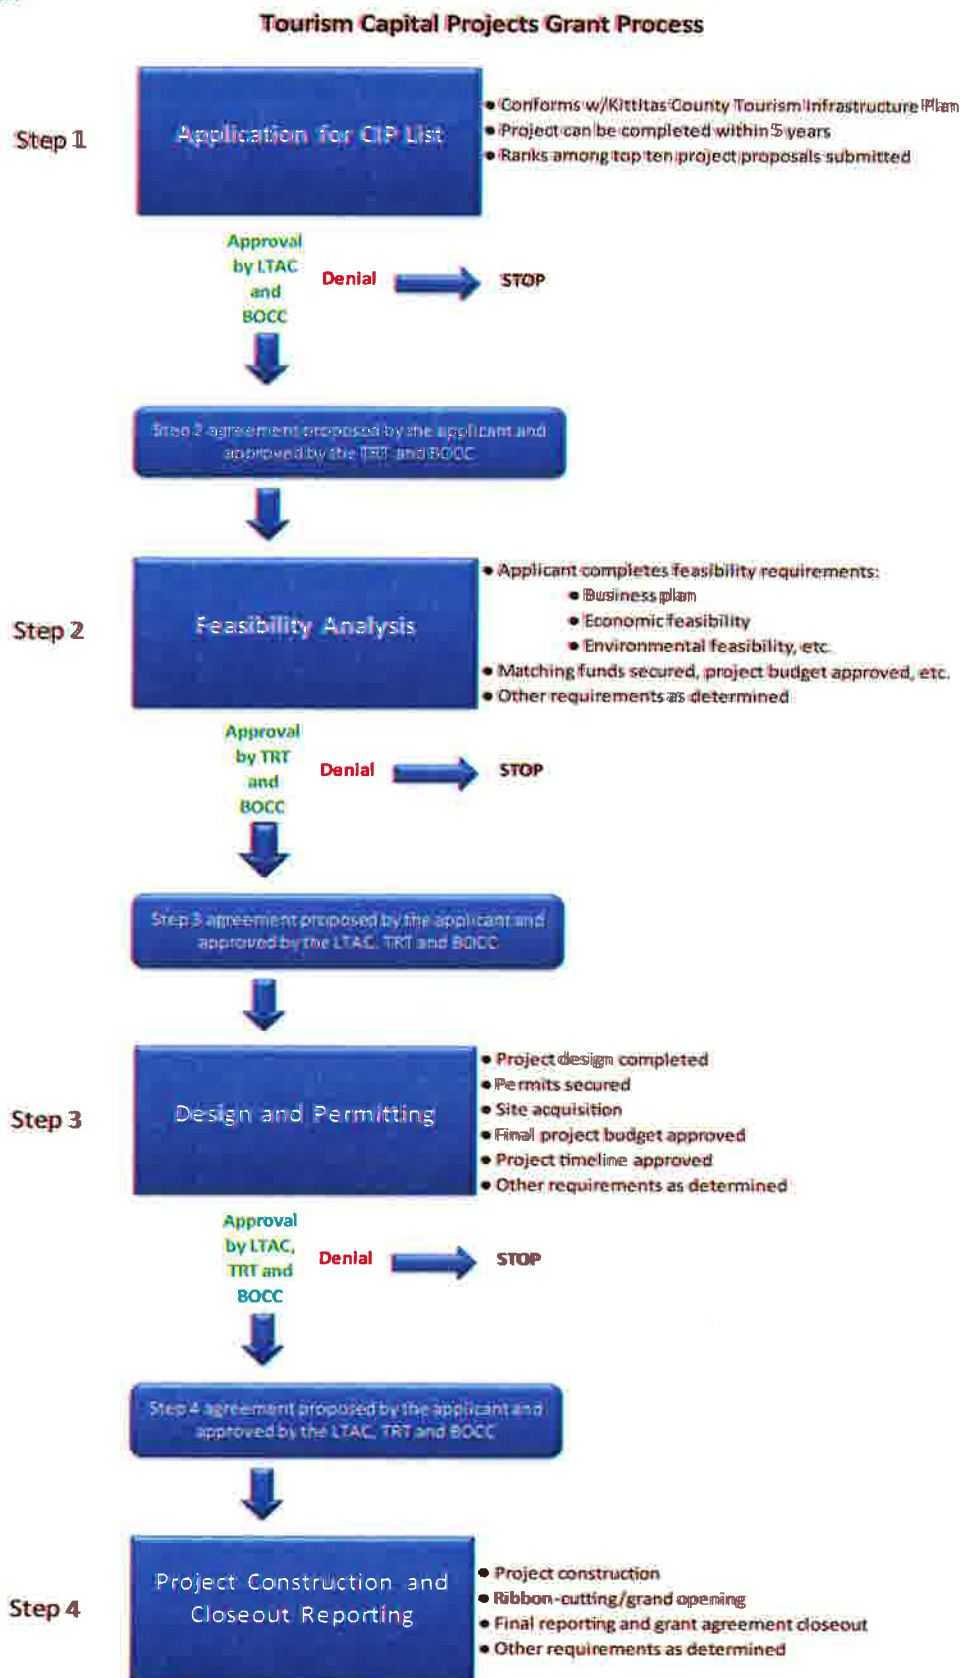 Tourism Capital Projects Grant Process
Step 1
Application for CIP List
• Conforms w/Kittitas County Tourism Infrastructure Plan
• Project can be completed within 5 years
• Ranks among top ten project proposals submitted
Approval
by LTAC
and
BOCC
Denial
STOP
Step 2 agreement proposed by the applicant and
approved by the TRT and BOCC
Step 2
Feasibility Analysis
• Applicant completes feasibility requirements:
• Business plan
• Economic feasibility
• Environmental feasibility, etc.
• Matching funds secured, project budget approved, etc.
• Other requirements as determined
Approval
by TRT
and
BOCC
Denial
STOP
Step 3 agreement proposed by the applicant and
approved by the LTAC, TRT and BOCC
Step 3
Design and Permitting
• Project design completed
• Permits secured
• Site acquisition
• Final project budget approved
• Project timeline approved
• Other requirements as determined
Approval
by LTAC,
TRT and
BOCC
Denial
STOP
Step 4 agreement proposed by the applicant and
approved by the LTAC, TRT and BOCC
Step 4
Project Construction and
Closeout Reporting
• Project construction
• Ribbon-cutting/grand opening
• Final reporting and grant agreement closeout
• Other requirements as determined